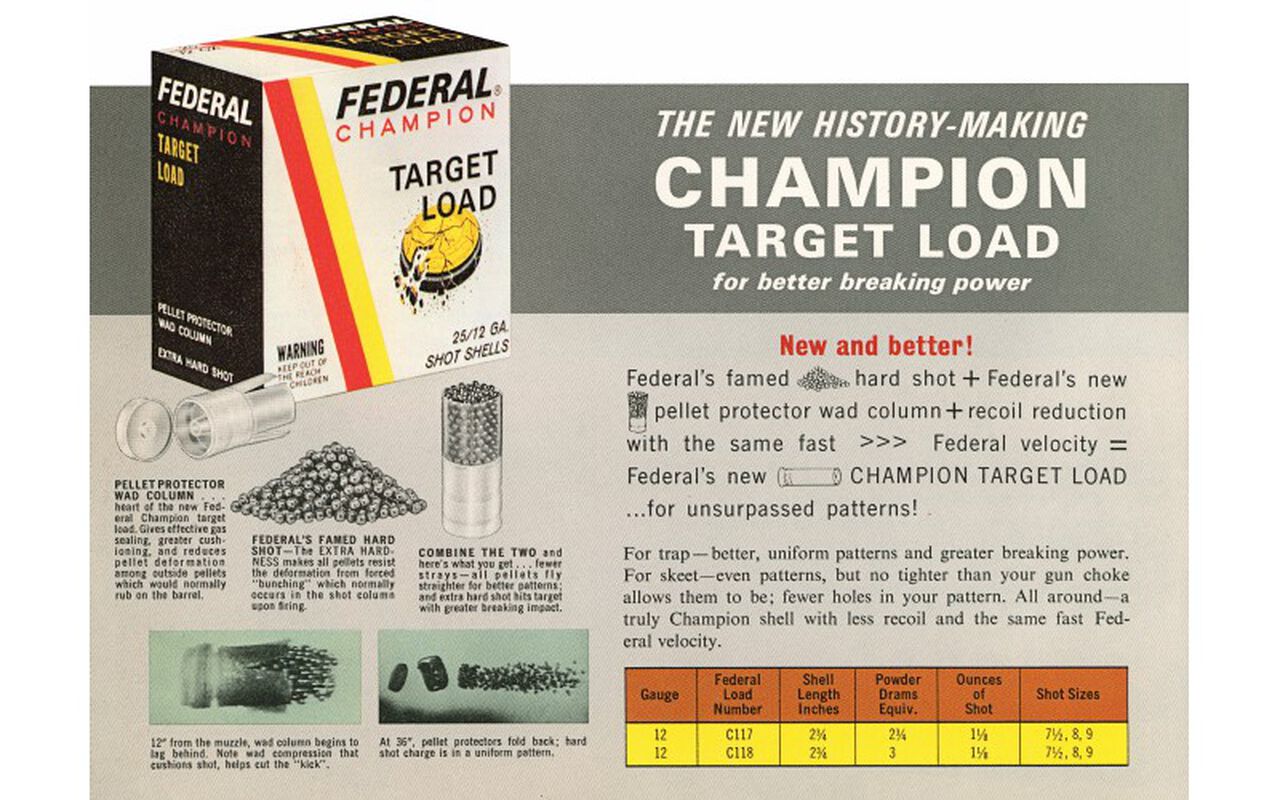 FEDERAL
TARGET
LOAD
FEDERAL
CHAMPION
TARGET
LOAD
PELLET PROTECTOR
WAD COLUMN
EXTRA HARD SHOT
FEDERAL®
CHAMPION
TARGET
LOAD
25/12 GA.
SHOT SHELLS
WARNING
KEEP OUT OF
THE REACH
CHILDREN
THE NEW HISTORY-MAKING
CHAMPION
TARGET LOAD
for better breaking power
New and better!
Federal's famed hard shot + Federal's new
pellet protector wad column + recoil reduction
with the same fast >>> Federal velocity =
Federal's new CHAMPION TARGET LOAD
...for unsurpassed patterns!
For trap—better, uniform patterns and greater breaking power.
For skeet—even patterns, but no tighter than your gun choke
allows them to be; fewer holes in your pattern. All around—a
truly Champion shell with less recoil and the same fast Fed-
eral velocity.
PELLET PROTECTOR
WAD COLUMN . . .
heart of the new Fed-
eral Champion target
load. Gives effective gas
sealing, greater cush-
ioning, and reduces
pellet deformation
among outside pellets
which would normally
rub on the barrel.
FEDERAL'S FAMED HARD
SHOT—The EXTRA HARD-
NESS makes all pellets resist
the deformation from forced
"bunching" which normally
occurs in the shot column
upon firing.
COMBINE THE TWO and
here's what you get . . . fewer
strays—all pellets fly
straighter for better patterns;
and extra hard shot hits target
with greater breaking impact.
12" from the muzzle, wad column begins to
lag behind. Note wad compression that
cushions shot, helps cut the "kick".
At 36", pellet protectors fold back; hard
shot charge is in a uniform pattern.
Gauge Federal Load Number Shell Length Inches Powder Drams Equiv. Ounces of Shot Shot Sizes
12 C117 2¾ 2¾ 1⅛ 7½, 8, 9
12 C118 2¾ 3 1⅛ 7½, 8, 9